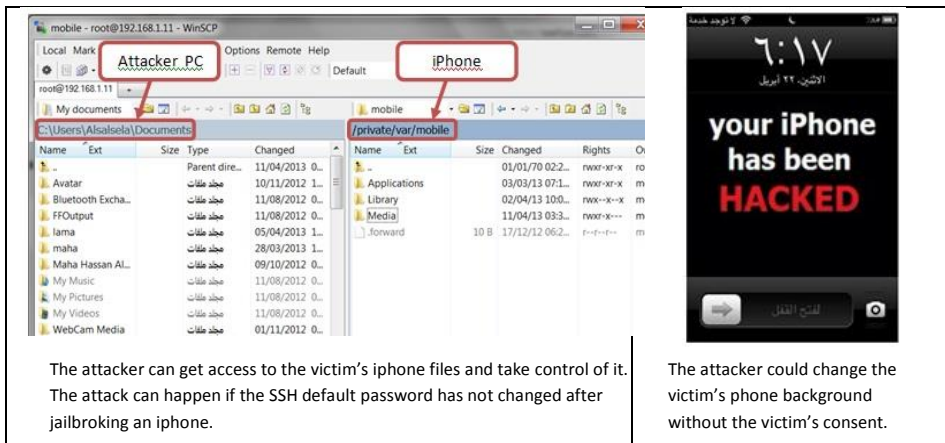 mobile - root@192.168.1.11 - WinSCP
Local Mark Options Remote Help
Attacker PC
iPhone
Default
root@192.168.1.11
My documents
mobile
C:\Users\Alsalsela\Documents
/private/var/mobile
Name Ext Size Type Changed
Name Ext Size Changed Rights
.. Parent dire... 11/04/2013 0...
.. 01/01/70 02:2... rwxr-xr-x ro
Avatar مجلد ملفات 10/11/2012 1...
Applications 03/03/13 07:1... rwxr-xr-x m
Bluetooth Excha... مجلد ملفات 11/08/2012 0...
Library 02/04/13 10:0... rwx--x--x m
FFOutput مجلد ملفات 11/08/2012 0...
Media 11/04/13 03:3... rwxr-x--- m
lama مجلد ملفات 05/04/2013 1...
.forward 10 B 17/12/12 06:2... r--r--r-- m
maha مجلد ملفات 28/03/2013 1...
Maha Hassan Al... مجلد ملفات 09/10/2012 0...
My Music مجلد ملفات 11/08/2012 0...
My Pictures مجلد ملفات 11/08/2012 0...
My Videos مجلد ملفات 11/08/2012 0...
WebCam Media مجلد ملفات 01/11/2012 0...
The attacker can get access to the victim’s iphone files and take control of it.
The attack can happen if the SSH default password has not changed after
jailbroking an iphone.
لا توجد خدمة
٦:١٧
الاثنين، ٢٢ أبريل
your iPhone
has been
HACKED
لفتح القفل
The attacker could change the
victim’s phone background
without the victim’s consent.